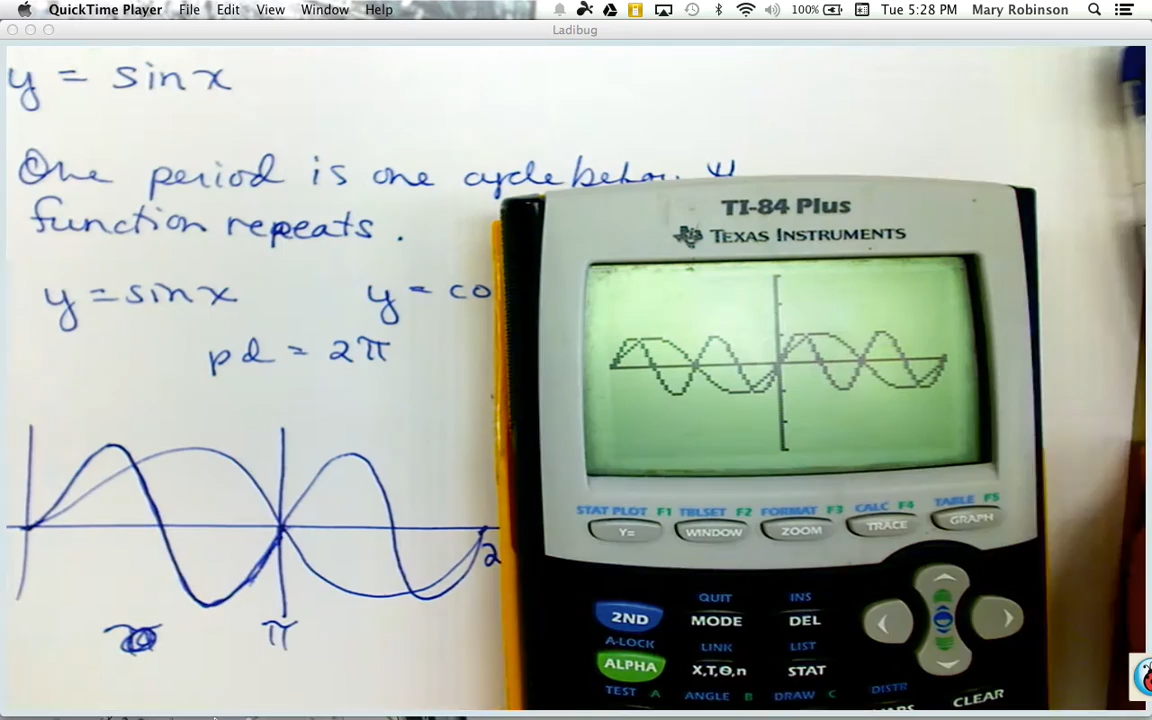 QuickTime Player File Edit View Window Help 100% Tue 5:28 PM Mary Robinson
Ladibug
y = sin x
One period is one cycle before
function repeats.
y = sin x y = co
pd = 2π
2
π
TI-84 Plus
TEXAS INSTRUMENTS
STAT PLOT F1 TBLSET F2 FORMAT F3 CALC F4 TABLE F5
Y= WINDOW ZOOM TRACE GRAPH
QUIT INS
2ND MODE DEL
A-LOCK LINK LIST
ALPHA X,T,Θ,n STAT
TEST A ANGLE B DRAW C DISTR
CLEAR